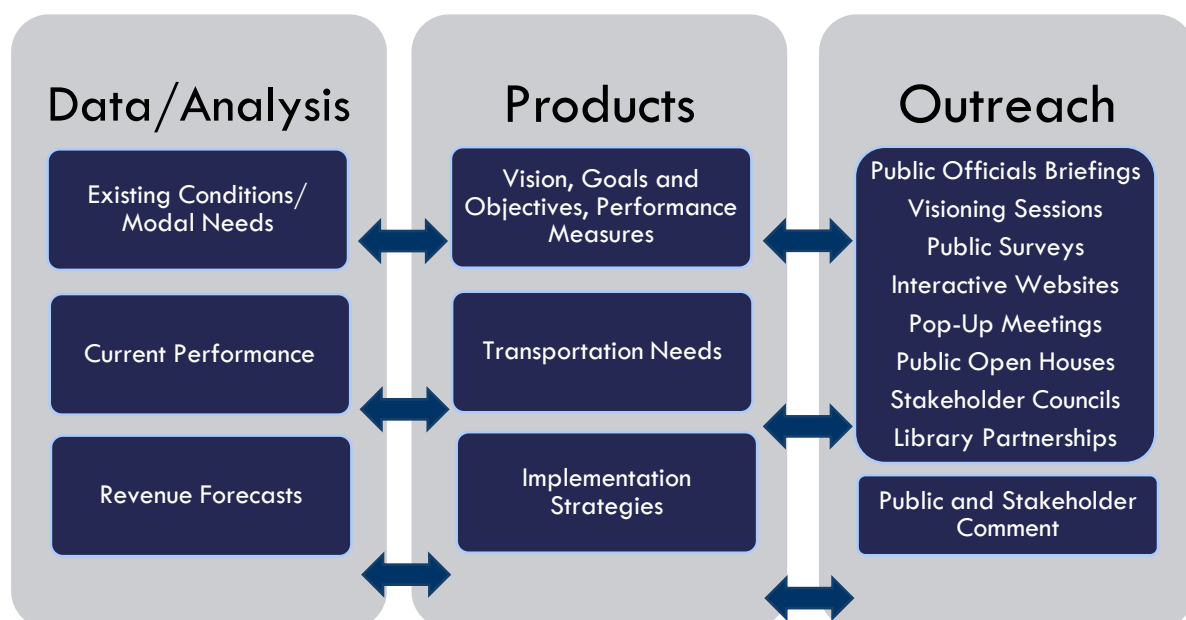 Data/Analysis
Existing Conditions/
Modal Needs
Current Performance
Revenue Forecasts
Products
Vision, Goals and
Objectives, Performance
Measures
Transportation Needs
Implementation
Strategies
Outreach
Public Officials Briefings
Visioning Sessions
Public Surveys
Interactive Websites
Pop-Up Meetings
Public Open Houses
Stakeholder Councils
Library Partnerships
Public and Stakeholder
Comment